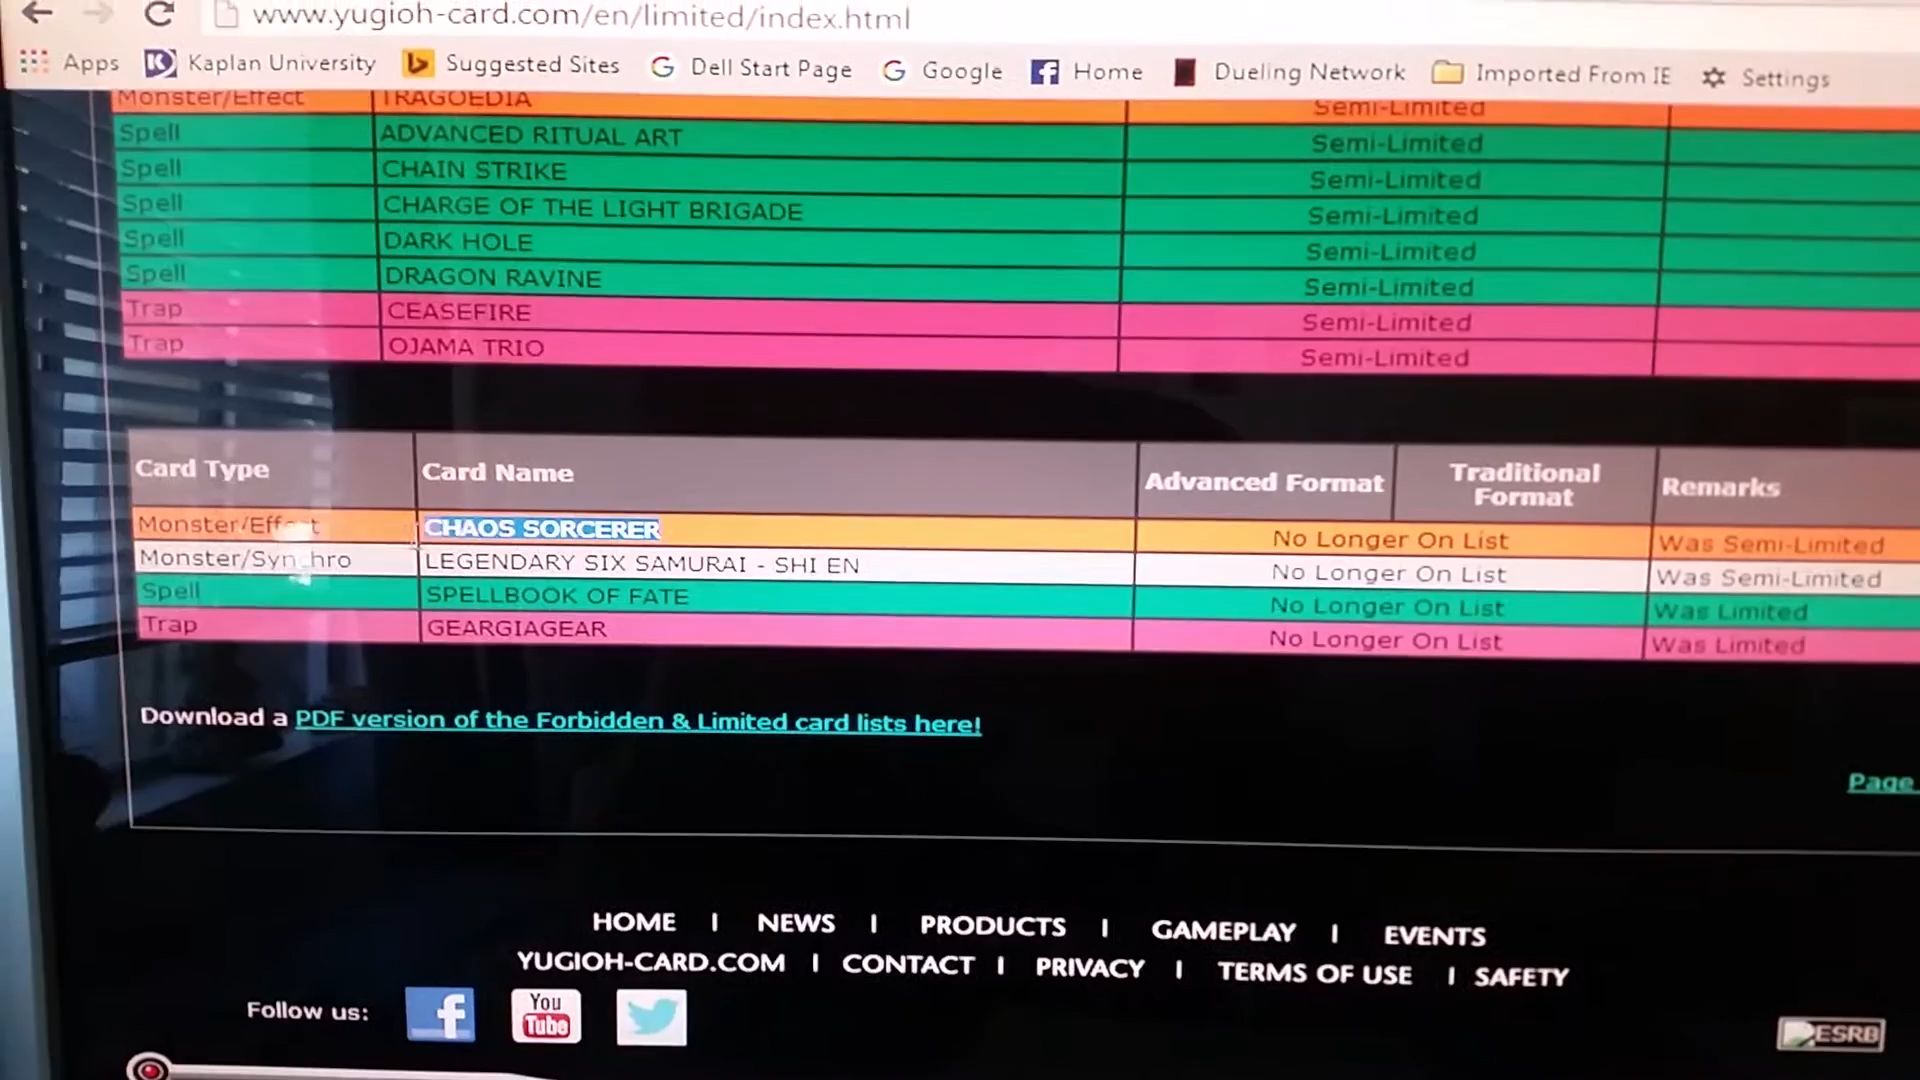 www.yugioh-card.com/en/limited/index.html
Apps Kaplan University Suggested Sites Dell Start Page Google Home Dueling Network Imported From IE Settings
Monster/Effect TRAGOEDIA Semi-Limited
Spell ADVANCED RITUAL ART Semi-Limited
Spell CHAIN STRIKE Semi-Limited
Spell CHARGE OF THE LIGHT BRIGADE Semi-Limited
Spell DARK HOLE Semi-Limited
Spell DRAGON RAVINE Semi-Limited
Trap CEASEFIRE Semi-Limited
Trap OJAMA TRIO Semi-Limited
Card Type Card Name Advanced Format Traditional Format Remarks
Monster/Effect CHAOS SORCERER No Longer On List Was Semi-Limited
Monster/Synchro LEGENDARY SIX SAMURAI - SHI EN No Longer On List Was Semi-Limited
Spell SPELLBOOK OF FATE No Longer On List Was Limited
Trap GEARGIAGEAR No Longer On List Was Limited
Download a PDF version of the Forbidden & Limited card lists here!
Page
HOME | NEWS | PRODUCTS | GAMEPLAY | EVENTS
YUGIOH-CARD.COM | CONTACT | PRIVACY | TERMS OF USE | SAFETY
Follow us: f You Tube
ESRB